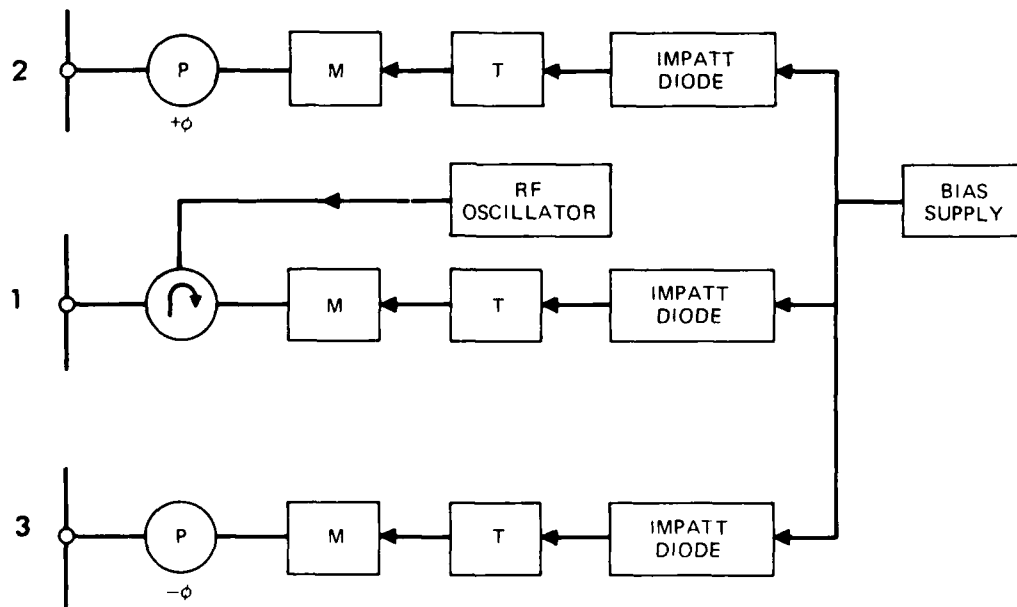 2
P
+φ
M
T
IMPATT
DIODE
RF
OSCILLATOR
BIAS
SUPPLY
1
M
T
IMPATT
DIODE
3
P
−φ
M
T
IMPATT
DIODE